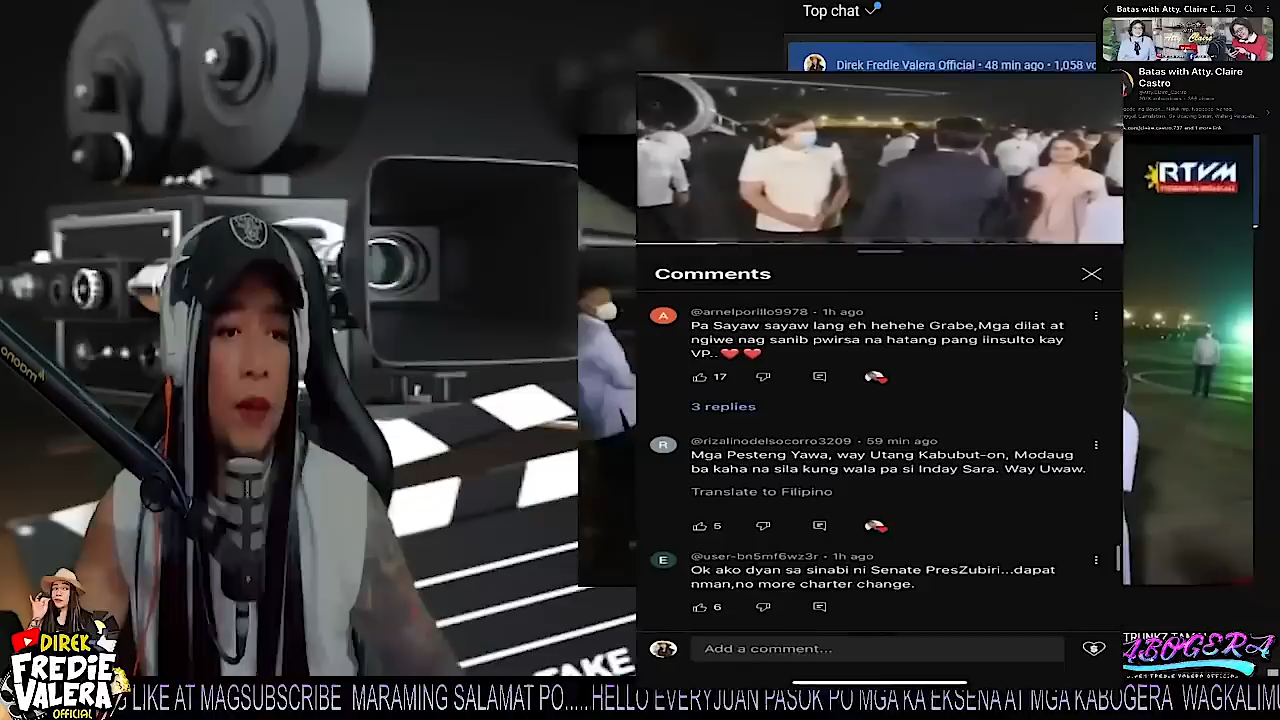 Top chat
Direk Fredie Valera Official · 48 min ago · 1,058 vo
Batas with Atty. Claire C...
Batas with Atty. Claire
Castro
RTVM
Comments
@arnelporillo9978 · 1h ago
Pa Sayaw sayaw lang eh hehehe Grabe,Mga dilat at
ngiwe nag sanib pwirsa na hatang pang iinsulto kay
VP..❤️❤️
17
3 replies
@rizalinodelsocorro3209 · 59 min ago
Mga Pesteng Yawa, way Utang Kabubut-on, Modaug
ba kaha na sila kung wala pa si Inday Sara. Way Uwaw.
Translate to Filipino
5
@user-bn5mf6wz3r · 1h ago
Ok ako dyan sa sinabi ni Senate PresZubiri...dapat
nman,no more charter change.
6
Add a comment...
A
R
E
maono
TAKE
DIREK
FREDIE
VALERA
OFFICIAL
ABOGERA
LIKE AT MAGSUBSCRIBE MARAMING SALAMAT PO.....HELLO EVERYJUAN PASOK PO MGA KA EKSENA AT MGA KABOGERA WAGKALIM